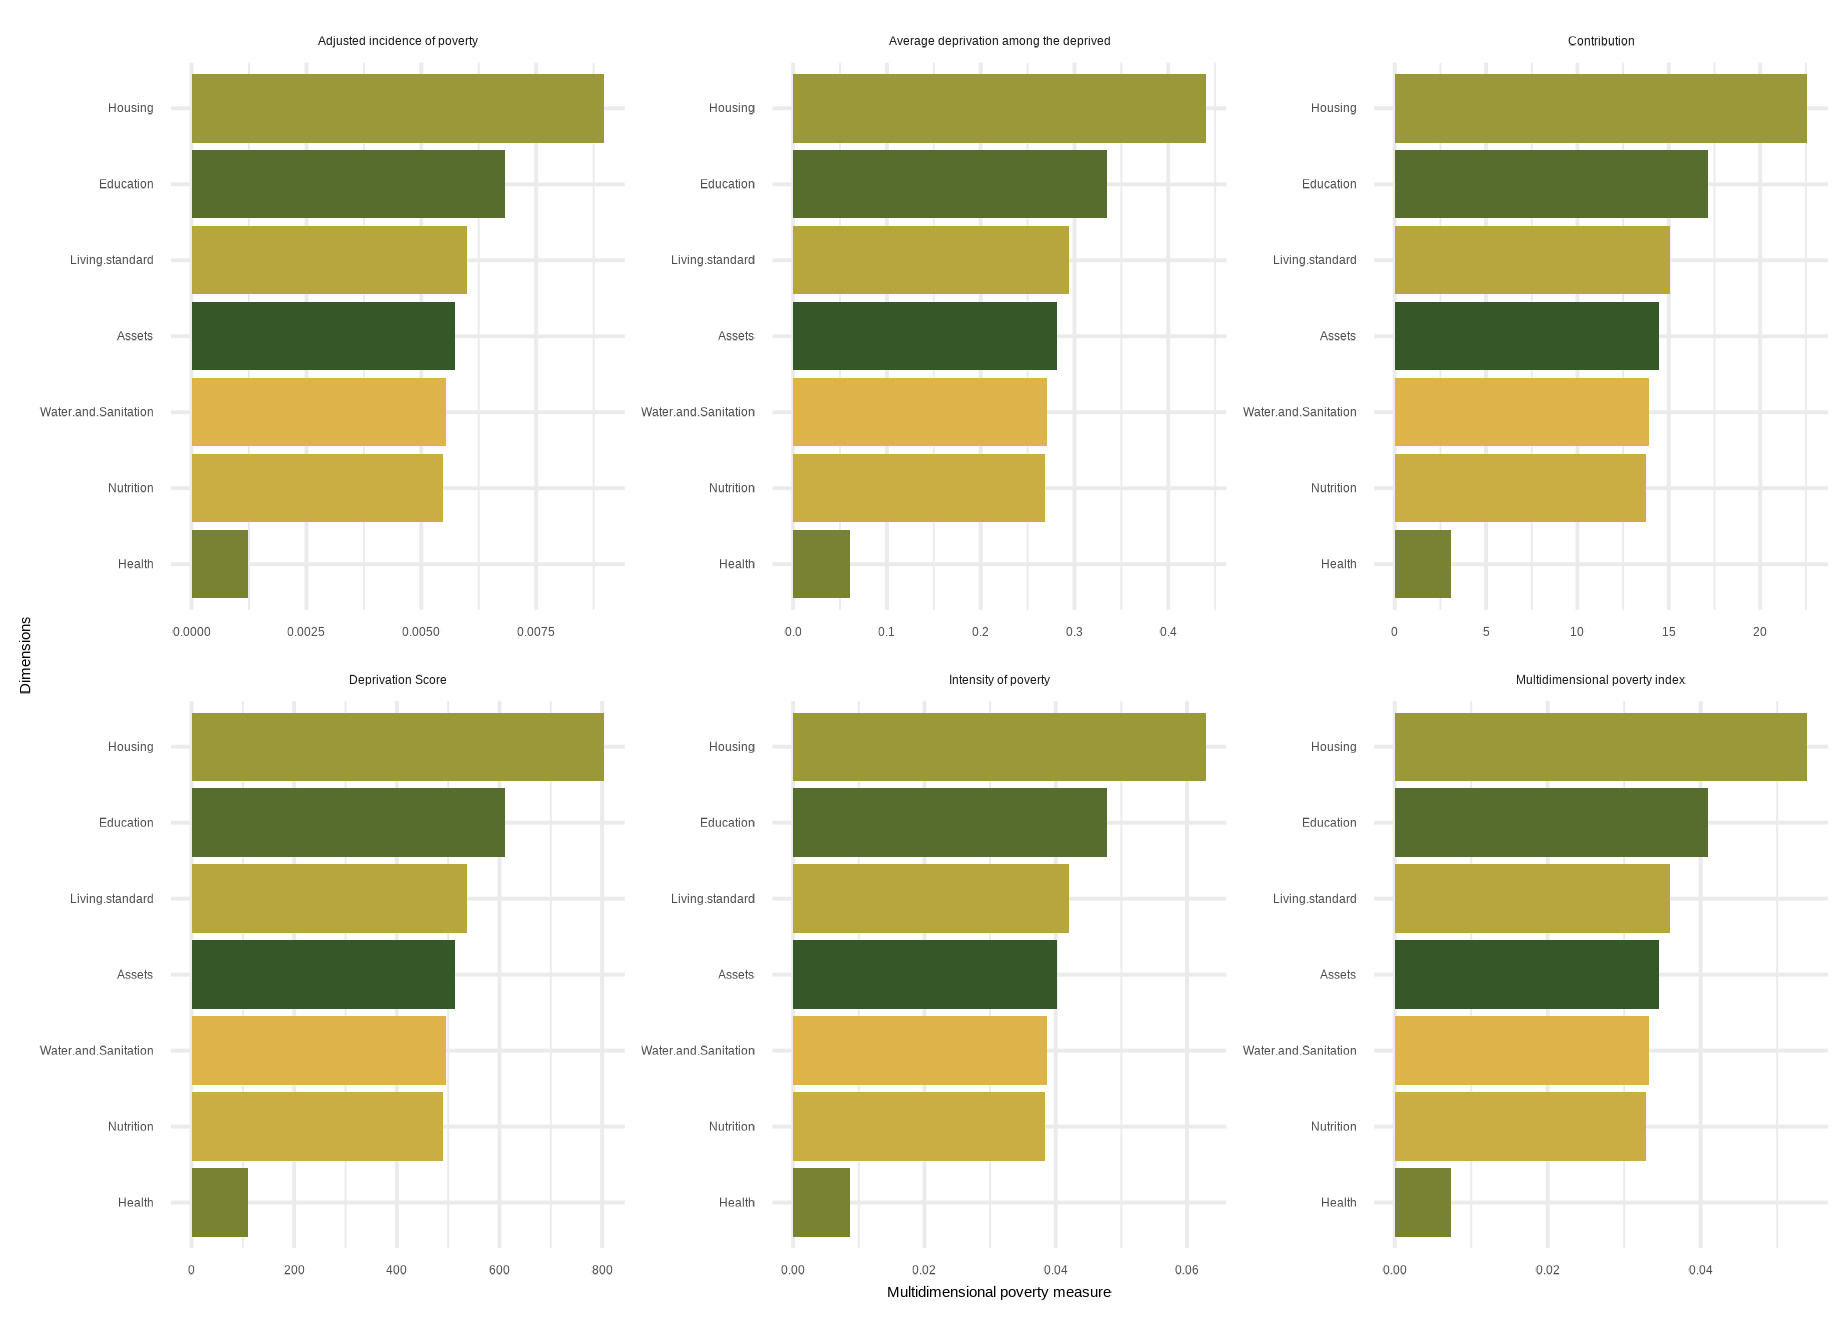 Adjusted incidence of poverty
Average deprivation among the deprived
Contribution
Housing
Education
Living.standard
Assets
Water.and.Sanitation
Nutrition
Health
0.0000 0.0025 0.0050 0.0075
Housing
Education
Living.standard
Assets
Water.and.Sanitation
Nutrition
Health
0.0 0.1 0.2 0.3 0.4
Housing
Education
Living.standard
Assets
Water.and.Sanitation
Nutrition
Health
0 5 10 15 20
Dimensions
Deprivation Score
Intensity of poverty
Multidimensional poverty index
Housing
Education
Living.standard
Assets
Water.and.Sanitation
Nutrition
Health
0 200 400 600 800
Housing
Education
Living.standard
Assets
Water.and.Sanitation
Nutrition
Health
0.00 0.02 0.04 0.06
Housing
Education
Living.standard
Assets
Water.and.Sanitation
Nutrition
Health
0.00 0.02 0.04
Multidimensional poverty measure